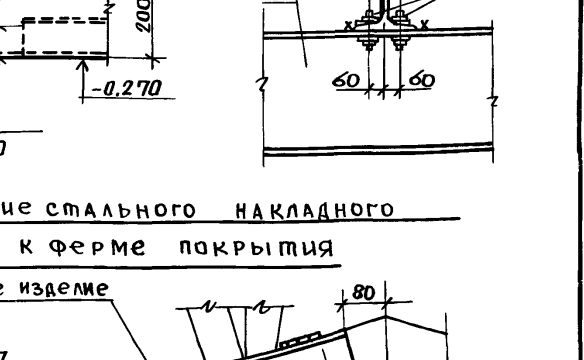 200
-0,270
60 60
ие стального накладного
к ферме покрытия
е изделие
80